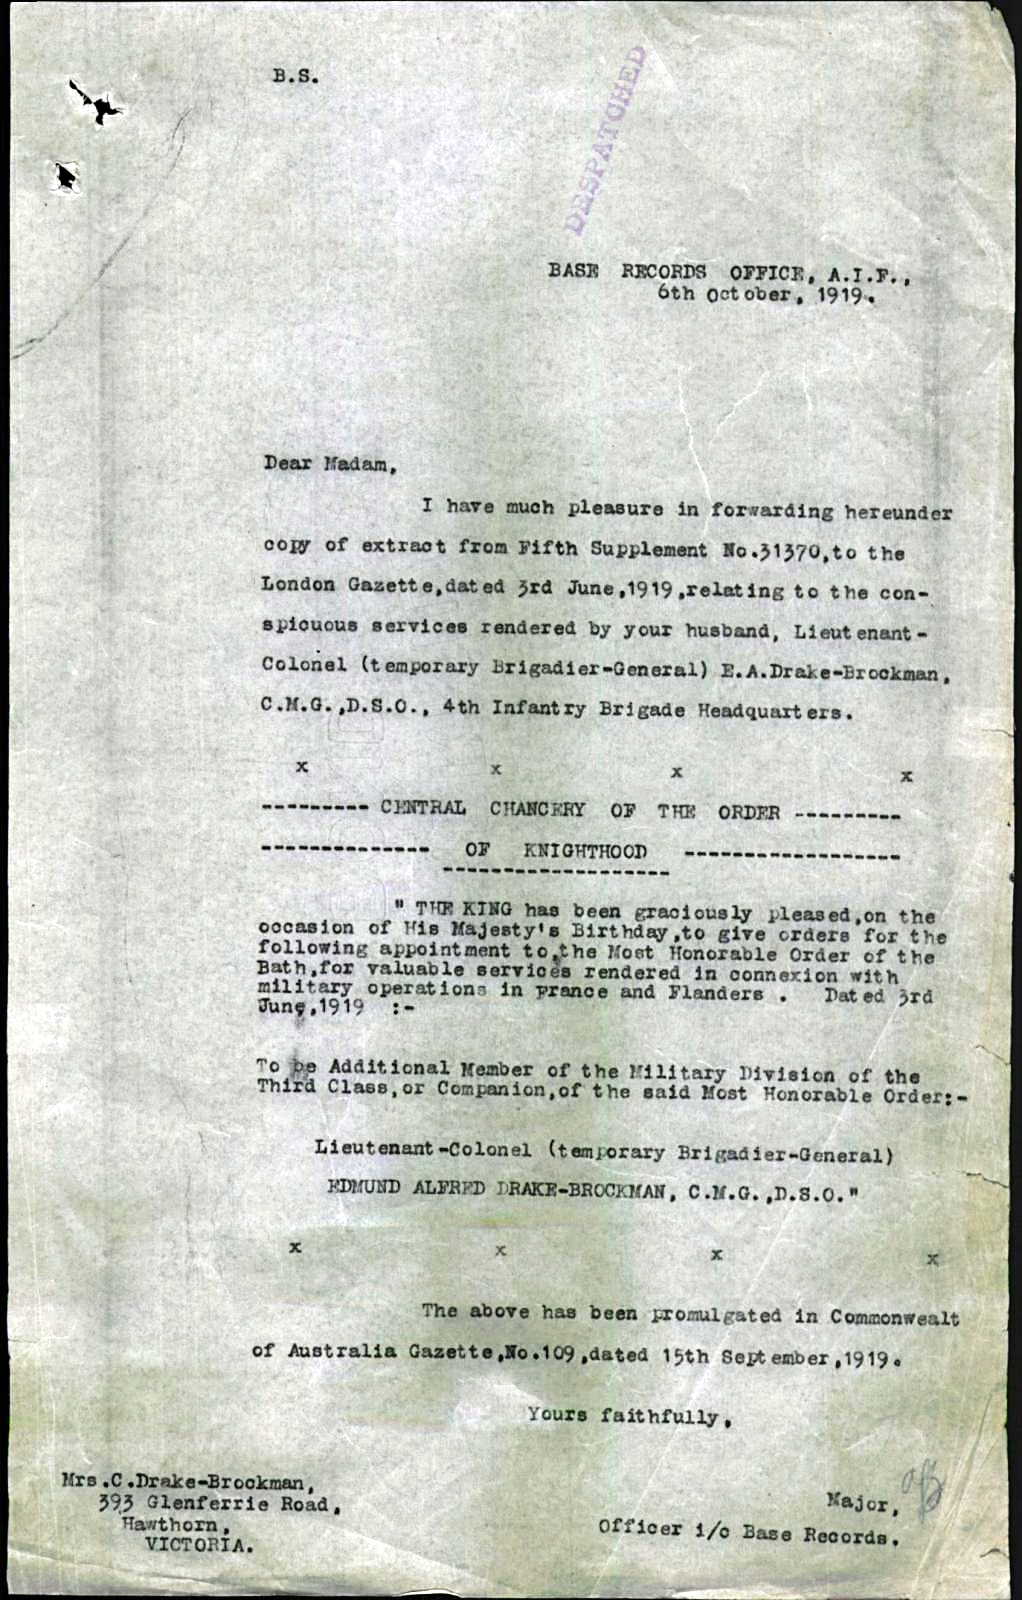 B.S.
DESPATCHED
BASE RECORDS OFFICE, A.I.F.,
6th October, 1919.
Dear Madam,
I have much pleasure in forwarding hereunder
copy of extract from Fifth Supplement No.31370,to the
London Gazette,dated 3rd June,1919,relating to the con-
spicuous services rendered by your husband, Lieutenant-
Colonel (temporary Brigadier-General) E.A.Drake-Brockman,
C.M.G.,D.S.O., 4th Infantry Brigade Headquarters.
x x x x
--------- CENTRAL CHANCERY OF THE ORDER ---------
-------------- OF KNIGHTHOOD ------------------
-------------------
" THE KING has been graciously pleased,on the
occasion of His Majesty's Birthday,to give orders for the
following appointment to,the Most Honorable Order of the
Bath,for valuable services rendered in connexion with
military operations in France and Flanders . Dated 3rd
June,1919 :-
To be Additional Member of the Military Division of the
Third Class,or Companion,of the said Most Honorable Order:-
Lieutenant-Colonel (temporary Brigadier-General)
EDMUND ALFRED DRAKE-BROCKMAN, C.M.G.,D.S.O."
x x x x
The above has been promulgated in Commonwealt
of Australia Gazette,No.109,dated 15th September,1919.
Yours faithfully,
Mrs.C.Drake-Brockman,
393 Glenferrie Road,
Hawthorn,
VICTORIA.
Major,
Officer i/c Base Records.